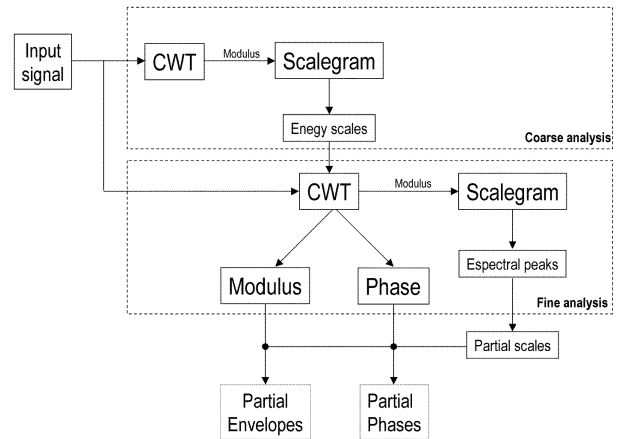 Input
signal
CWT
Modulus
Scalegram
Enegy scales
Coarse analysis
CWT
Modulus
Scalegram
Espectral peaks
Modulus
Phase
Fine analysis
Partial scales
Partial
Envelopes
Partial
Phases